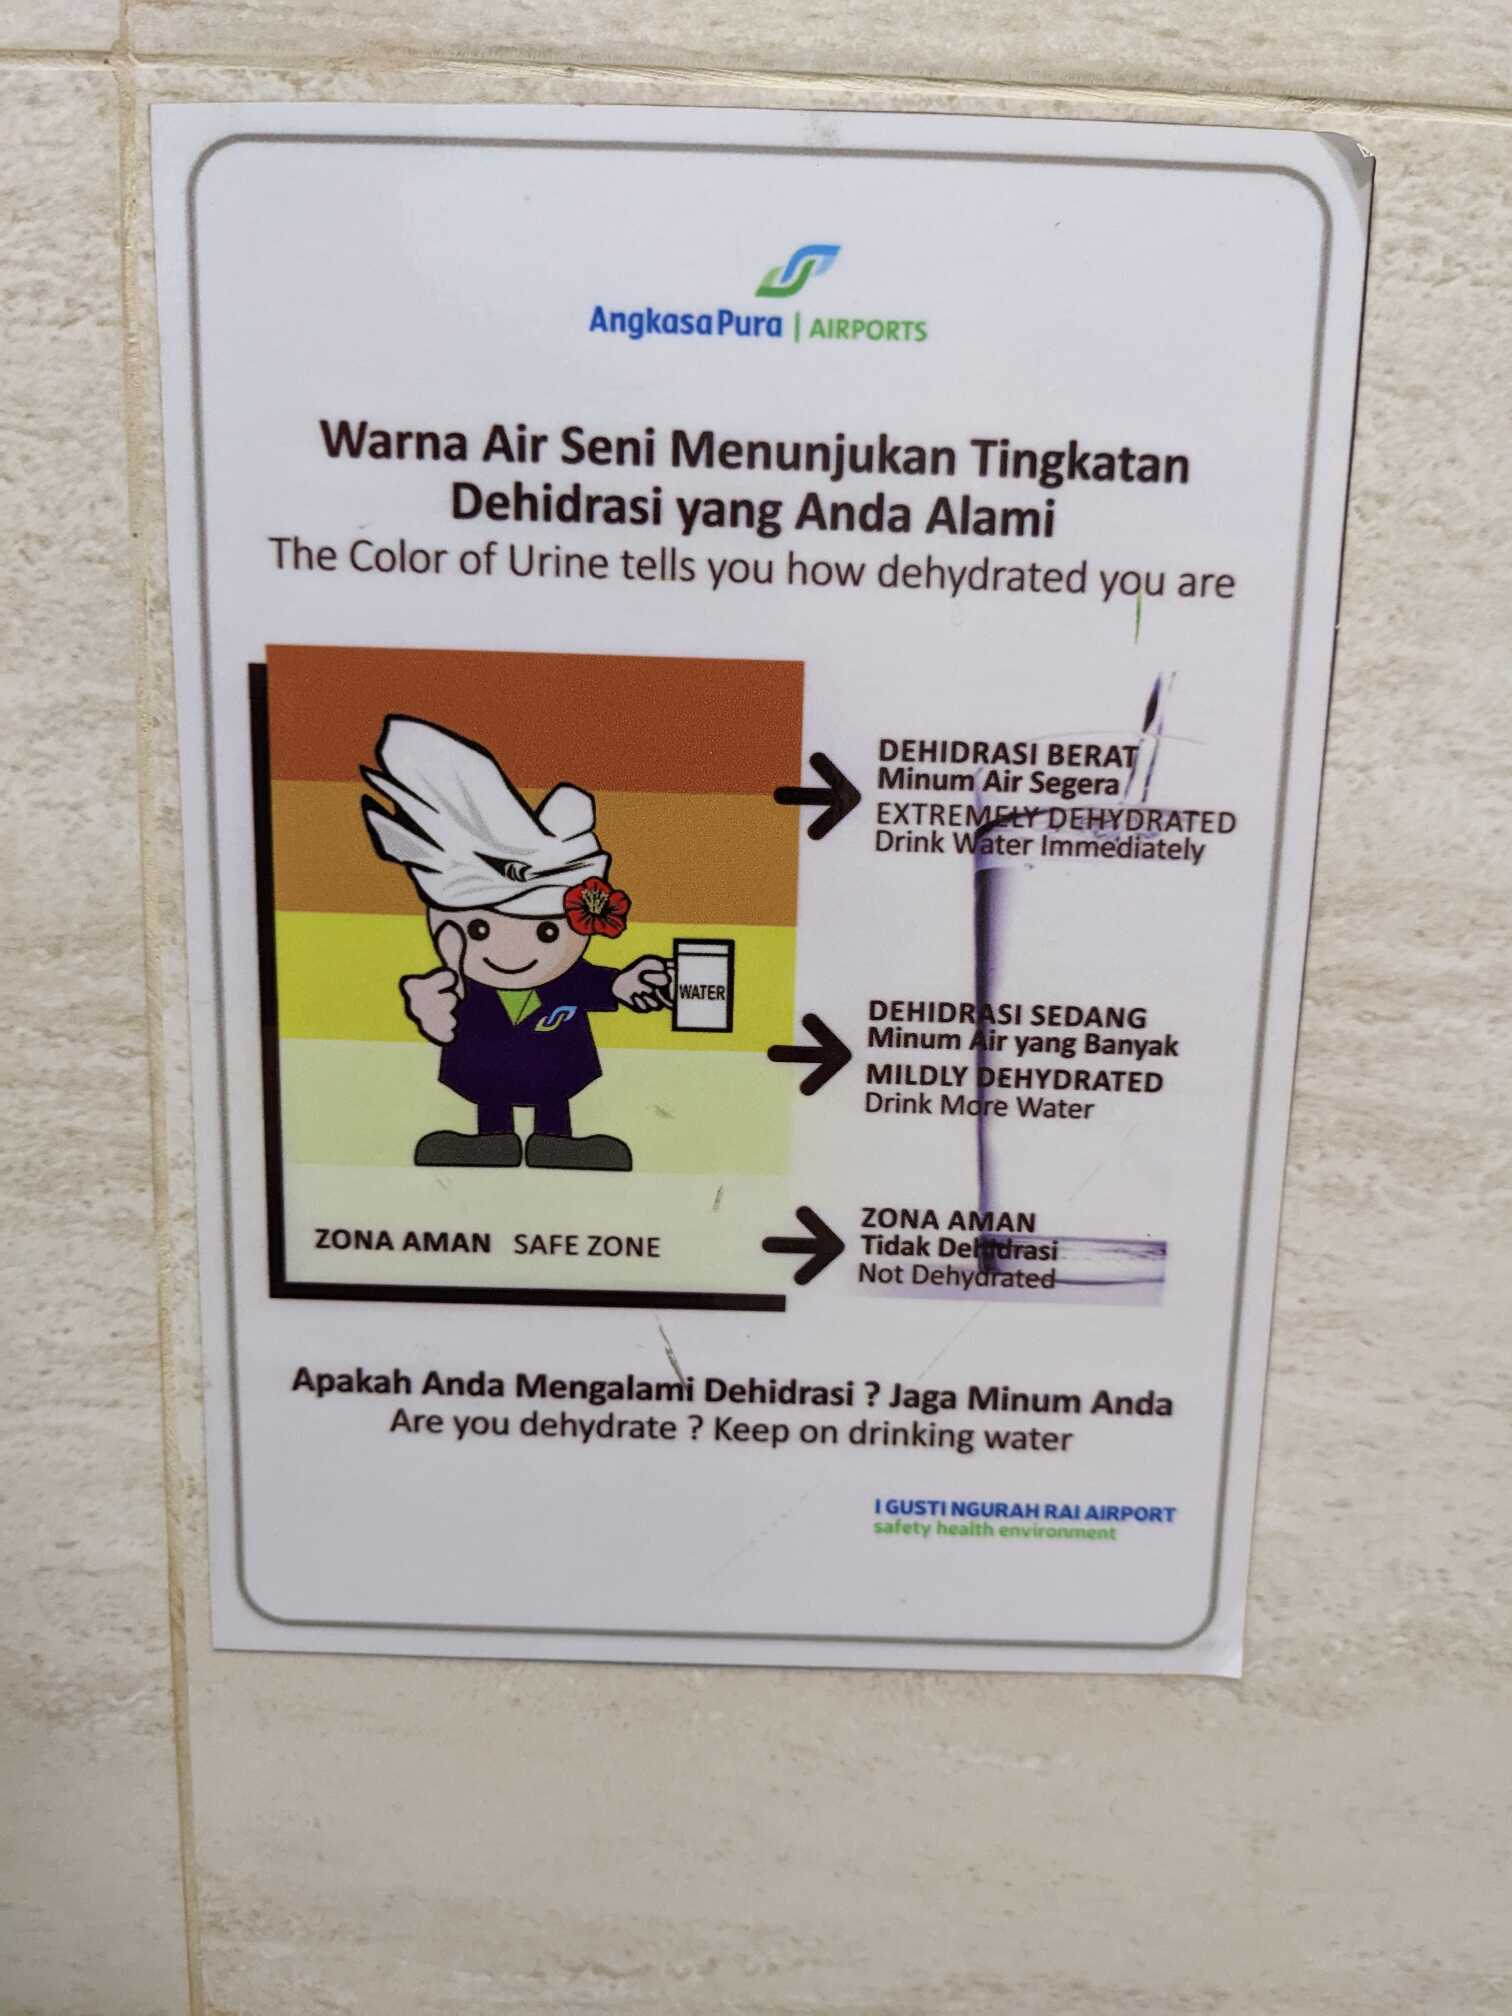 AngkasaPura | AIRPORTS
Warna Air Seni Menunjukan Tingkatan
Dehidrasi yang Anda Alami
The Color of Urine tells you how dehydrated you are
DEHIDRASI BERAT
Minum Air Segera
EXTREMELY DEHYDRATED
Drink Water Immediately
WATER
DEHIDRASI SEDANG
Minum Air yang Banyak
MILDLY DEHYDRATED
Drink More Water
ZONA AMAN SAFE ZONE
ZONA AMAN
Tidak Dehidrasi
Not Dehydrated
Apakah Anda Mengalami Dehidrasi ? Jaga Minum Anda
Are you dehydrate ? Keep on drinking water
I GUSTI NGURAH RAI AIRPORT
safety health environment